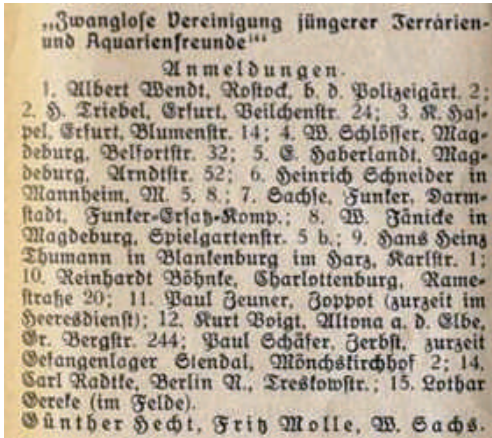 „Zwanglose Vereinigung jüngerer Terrarien-
und Aquarienfreunde“
Anmeldungen.
1. Albert Wendt, Rostock, b. d. Polizeigärt. 2;
2. H. Triebel, Erfurt, Veilchenstr. 24; 3. K. Has-
pel, Erfurt, Blumenstr. 14; 4. W. Schlösser, Mag-
deburg, Belfortstr. 32; 5. E. Haberlandt, Mag-
deburg, Arndtstr. 52; 6. Heinrich Schneider in
Mannheim, M. 5. 8.; 7. Sachse, Funker, Darm-
stadt, Funker-Ersatz-Komp.; 8. W. Jänicke in
Magdeburg, Spielgartenstr. 5 b.; 9. Hans Heinz
Thumann in Blankenburg im Harz, Karlstr. 1;
10. Reinhardt Böhnke, Charlottenburg, Rame-
straße 20; 11. Paul Zeuner, Zoppot (zurzeit im
Heeresdienst); 12. Kurt Voigt, Altona a. d. Elbe,
Gr. Bergstr. 244; Paul Schäfer, Zerbst, zurzeit
Gefangenlager Stendal, Mönchskirchhof 2; 14.
Carl Radtke, Berlin N., Treskowstr.; 15. Lothar
Gereke (im Felde).
Günther Hecht, Fritz Molle, W. Sachs.